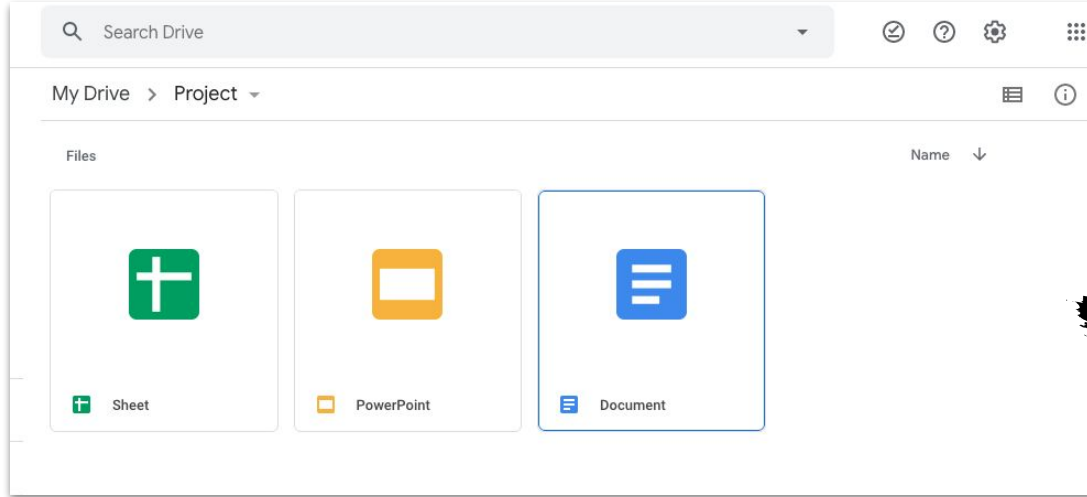 Search Drive
My Drive > Project
Files
Name
Sheet
PowerPoint
Document